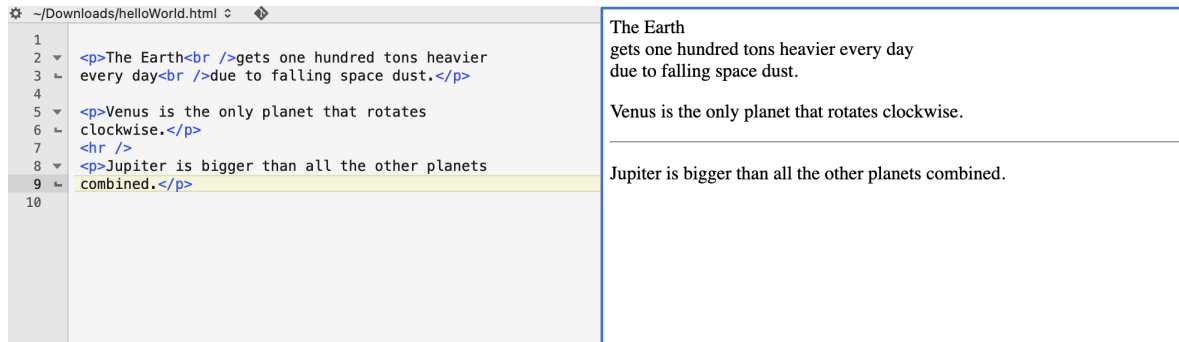 ~/Downloads/helloWorld.html
1
2 <p>The Earth<br />gets one hundred tons heavier
3 every day<br />due to falling space dust.</p>
4
5 <p>Venus is the only planet that rotates
6 clockwise.</p>
7 <hr />
8 <p>Jupiter is bigger than all the other planets
9 combined.</p>
10
The Earth
gets one hundred tons heavier every day
due to falling space dust.
Venus is the only planet that rotates clockwise.
Jupiter is bigger than all the other planets combined.